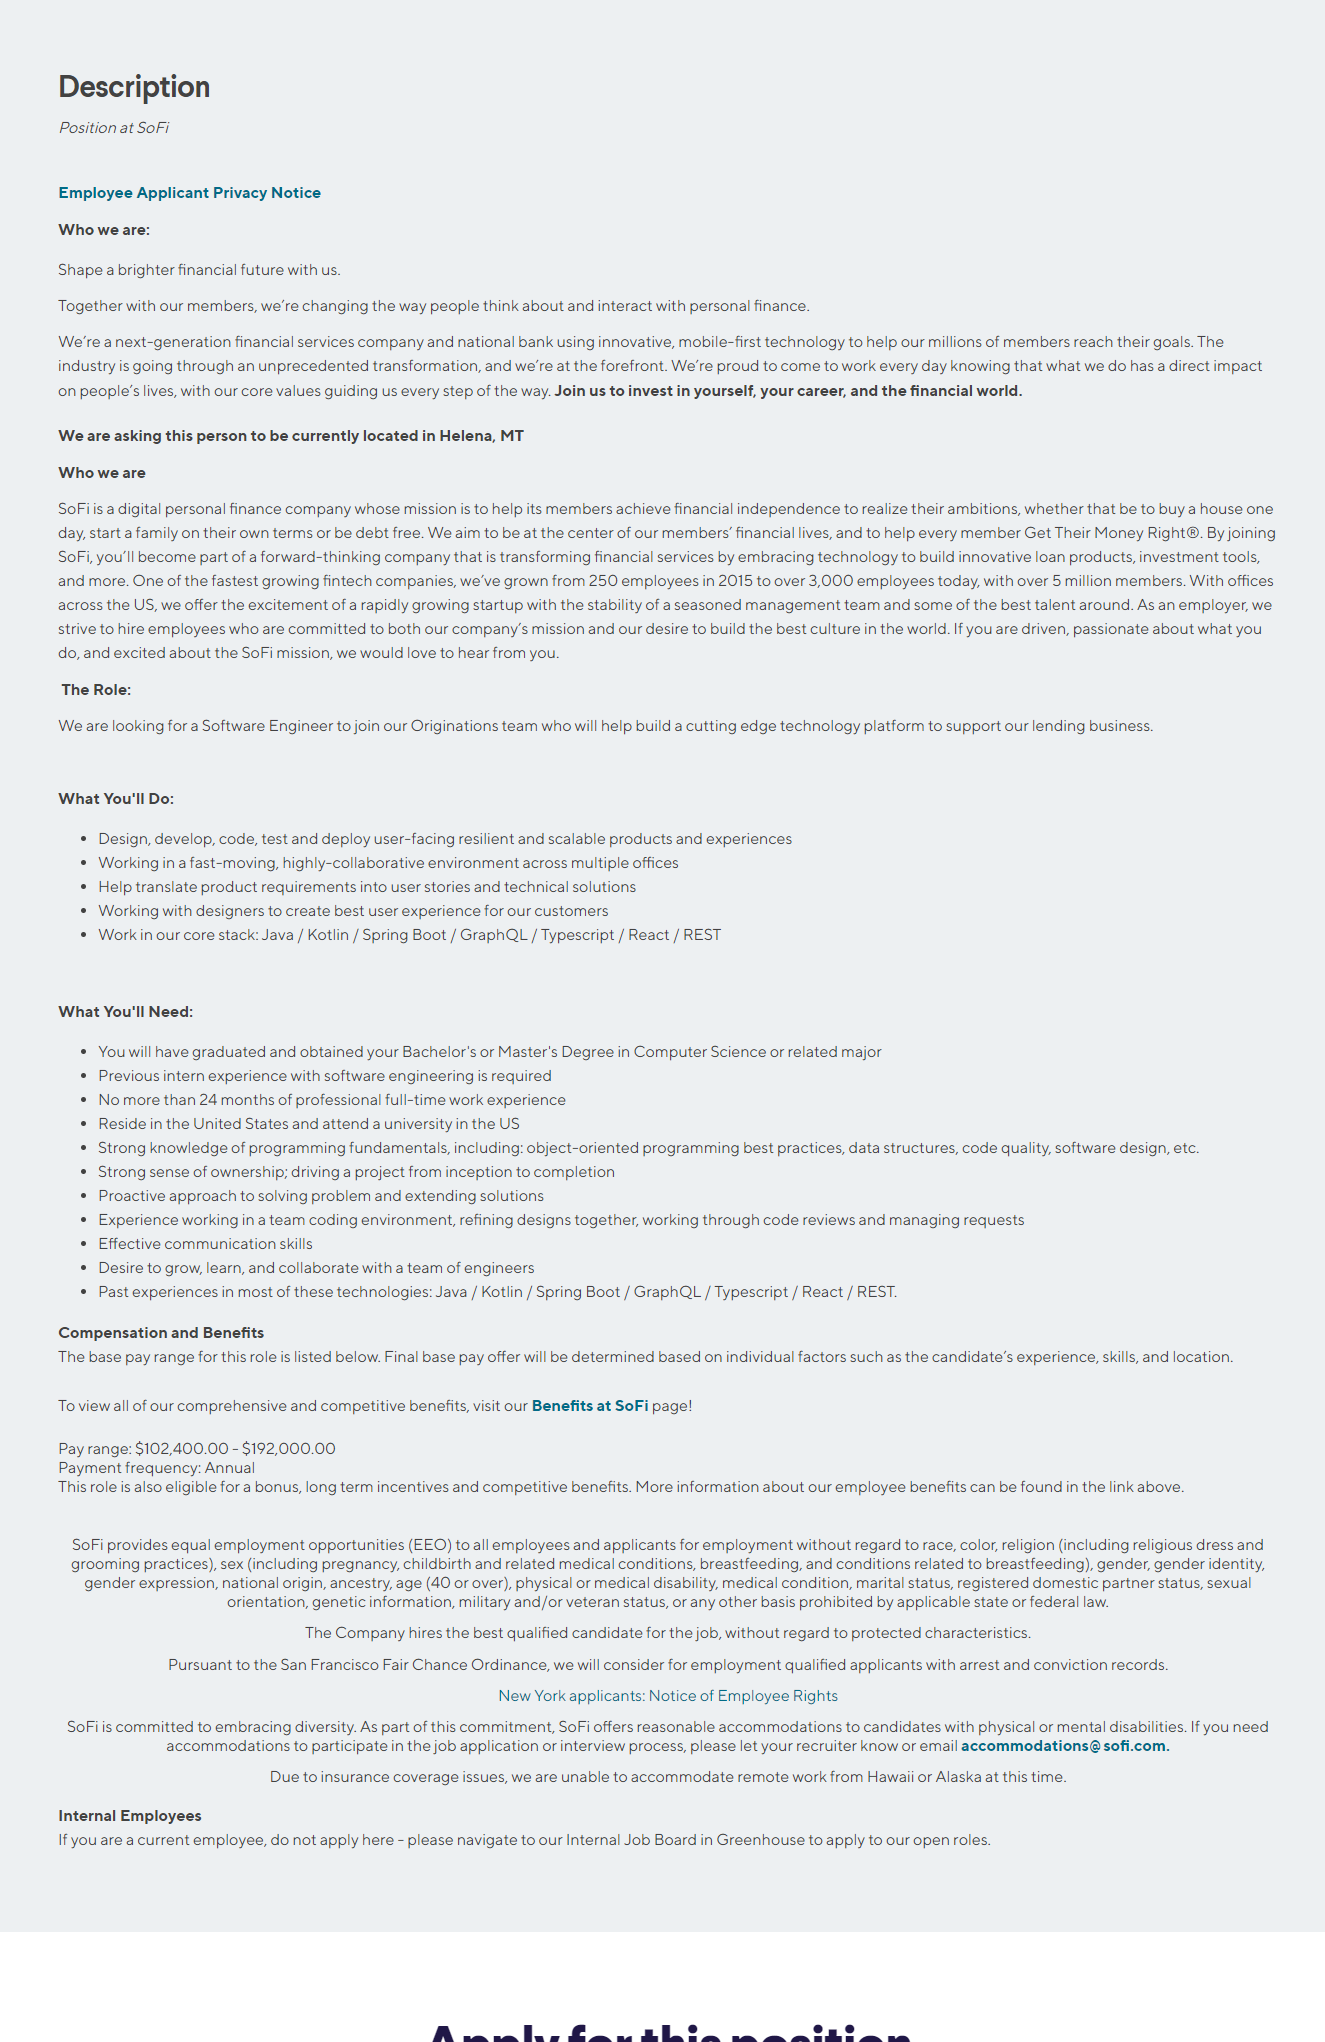 Description
Position at SoFi
Employee Applicant Privacy Notice
Who we are:
Shape a brighter financial future with us.
Together with our members, we’re changing the way people think about and interact with personal finance.
We’re a next-generation financial services company and national bank using innovative, mobile-first technology to help our millions of members reach their goals. The
industry is going through an unprecedented transformation, and we’re at the forefront. We’re proud to come to work every day knowing that what we do has a direct impact
on people’s lives, with our core values guiding us every step of the way. Join us to invest in yourself, your career, and the financial world.
We are asking this person to be currently located in Helena, MT
Who we are
SoFi is a digital personal finance company whose mission is to help its members achieve financial independence to realize their ambitions, whether that be to buy a house one
day, start a family on their own terms or be debt free. We aim to be at the center of our members’ financial lives, and to help every member Get Their Money Right®. By joining
SoFi, you’ll become part of a forward-thinking company that is transforming financial services by embracing technology to build innovative loan products, investment tools,
and more. One of the fastest growing fintech companies, we’ve grown from 250 employees in 2015 to over 3,000 employees today, with over 5 million members. With offices
across the US, we offer the excitement of a rapidly growing startup with the stability of a seasoned management team and some of the best talent around. As an employer, we
strive to hire employees who are committed to both our company’s mission and our desire to build the best culture in the world. If you are driven, passionate about what you
do, and excited about the SoFi mission, we would love to hear from you.
The Role:
We are looking for a Software Engineer to join our Originations team who will help build a cutting edge technology platform to support our lending business.
What You'll Do:
• Design, develop, code, test and deploy user-facing resilient and scalable products and experiences
• Working in a fast-moving, highly-collaborative environment across multiple offices
• Help translate product requirements into user stories and technical solutions
• Working with designers to create best user experience for our customers
• Work in our core stack: Java / Kotlin / Spring Boot / GraphQL / Typescript / React / REST
What You'll Need:
• You will have graduated and obtained your Bachelor's or Master's Degree in Computer Science or related major
• Previous intern experience with software engineering is required
• No more than 24 months of professional full-time work experience
• Reside in the United States and attend a university in the US
• Strong knowledge of programming fundamentals, including: object-oriented programming best practices, data structures, code quality, software design, etc.
• Strong sense of ownership; driving a project from inception to completion
• Proactive approach to solving problem and extending solutions
• Experience working in a team coding environment, refining designs together, working through code reviews and managing requests
• Effective communication skills
• Desire to grow, learn, and collaborate with a team of engineers
• Past experiences in most of these technologies: Java / Kotlin / Spring Boot / GraphQL / Typescript / React / REST.
Compensation and Benefits
The base pay range for this role is listed below. Final base pay offer will be determined based on individual factors such as the candidate’s experience, skills, and location.
To view all of our comprehensive and competitive benefits, visit our Benefits at SoFi page!
Pay range: $102,400.00 - $192,000.00
Payment frequency: Annual
This role is also eligible for a bonus, long term incentives and competitive benefits. More information about our employee benefits can be found in the link above.
SoFi provides equal employment opportunities (EEO) to all employees and applicants for employment without regard to race, color, religion (including religious dress and
grooming practices), sex (including pregnancy, childbirth and related medical conditions, breastfeeding, and conditions related to breastfeeding), gender, gender identity,
gender expression, national origin, ancestry, age (40 or over), physical or medical disability, medical condition, marital status, registered domestic partner status, sexual
orientation, genetic information, military and/or veteran status, or any other basis prohibited by applicable state or federal law.
The Company hires the best qualified candidate for the job, without regard to protected characteristics.
Pursuant to the San Francisco Fair Chance Ordinance, we will consider for employment qualified applicants with arrest and conviction records.
New York applicants: Notice of Employee Rights
SoFi is committed to embracing diversity. As part of this commitment, SoFi offers reasonable accommodations to candidates with physical or mental disabilities. If you need
accommodations to participate in the job application or interview process, please let your recruiter know or email accommodations@sofi.com.
Due to insurance coverage issues, we are unable to accommodate remote work from Hawaii or Alaska at this time.
Internal Employees
If you are a current employee, do not apply here - please navigate to our Internal Job Board in Greenhouse to apply to our open roles.
Apply for this position